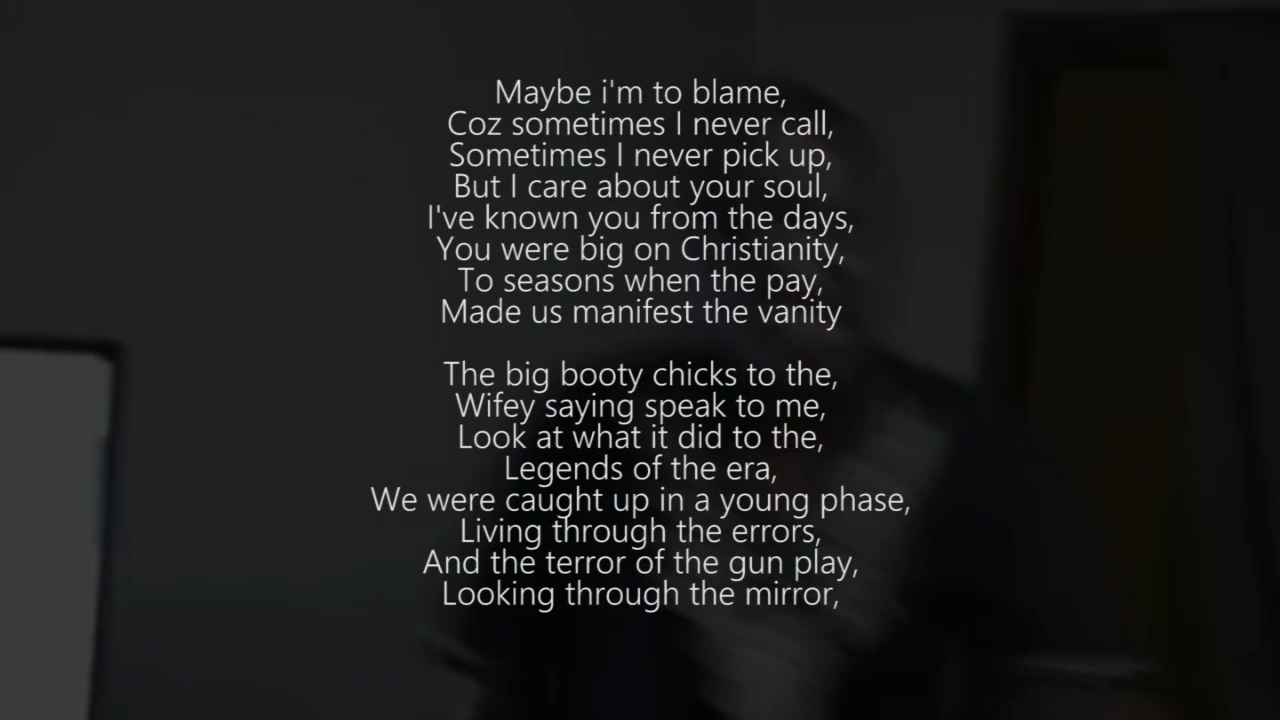 Maybe i'm to blame,
Coz sometimes I never call,
Sometimes I never pick up,
But I care about your soul,
I've known you from the days,
You were big on Christianity,
To seasons when the pay,
Made us manifest the vanity
The big booty chicks to the,
Wifey saying speak to me,
Look at what it did to the,
Legends of the era,
We were caught up in a young phase,
Living through the errors,
And the terror of the gun play,
Looking through the mirror,